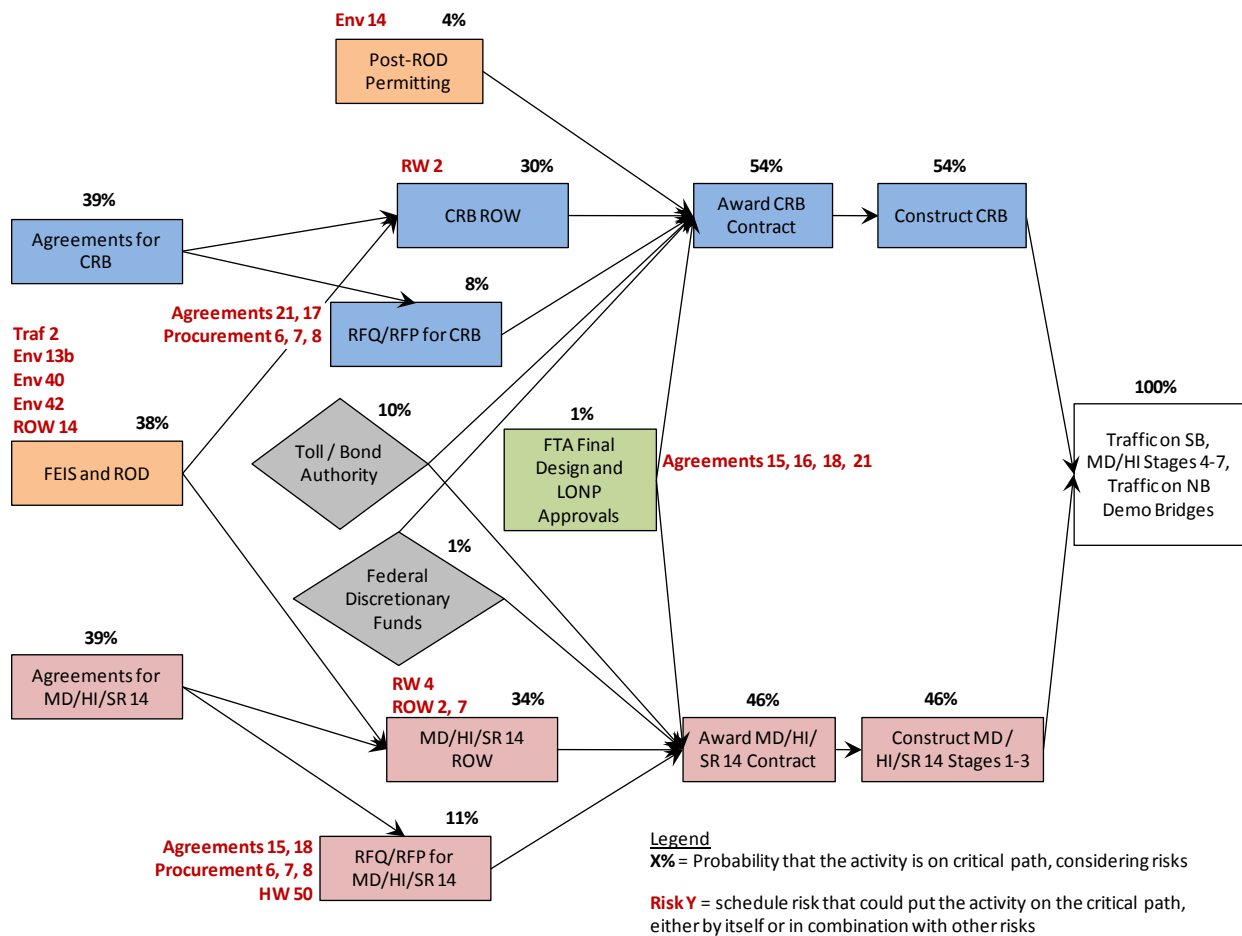 Env 14
4%
Post-ROD
Permitting
RW 2
30%
CRB ROW
54%
Award CRB
Contract
54%
Construct CRB
39%
Agreements for
CRB
8%
Agreements 21, 17
Procurement 6, 7, 8
RFQ/RFP for CRB
Traf 2
Env 13b
Env 40
Env 42
ROW 14
38%
FEIS and ROD
10%
Toll / Bond
Authority
1%
FTA Final
Design and
LONP
Approvals
Agreements 15, 16, 18, 21
100%
Traffic on SB,
MD/HI Stages 4-7,
Traffic on NB
Demo Bridges
1%
Federal
Discretionary
Funds
39%
Agreements for
MD/HI/SR 14
RW 4
ROW 2, 7
34%
MD/HI/SR 14
ROW
46%
Award MD/HI/
SR 14 Contract
46%
Construct MD /
HI/SR 14 Stages 1-3
11%
Agreements 15, 18
Procurement 6, 7, 8
HW 50
RFQ/RFP for
MD/HI/SR 14
Legend
X% = Probability that the activity is on critical path, considering risks
Risk Y = schedule risk that could put the activity on the critical path,
either by itself or in combination with other risks